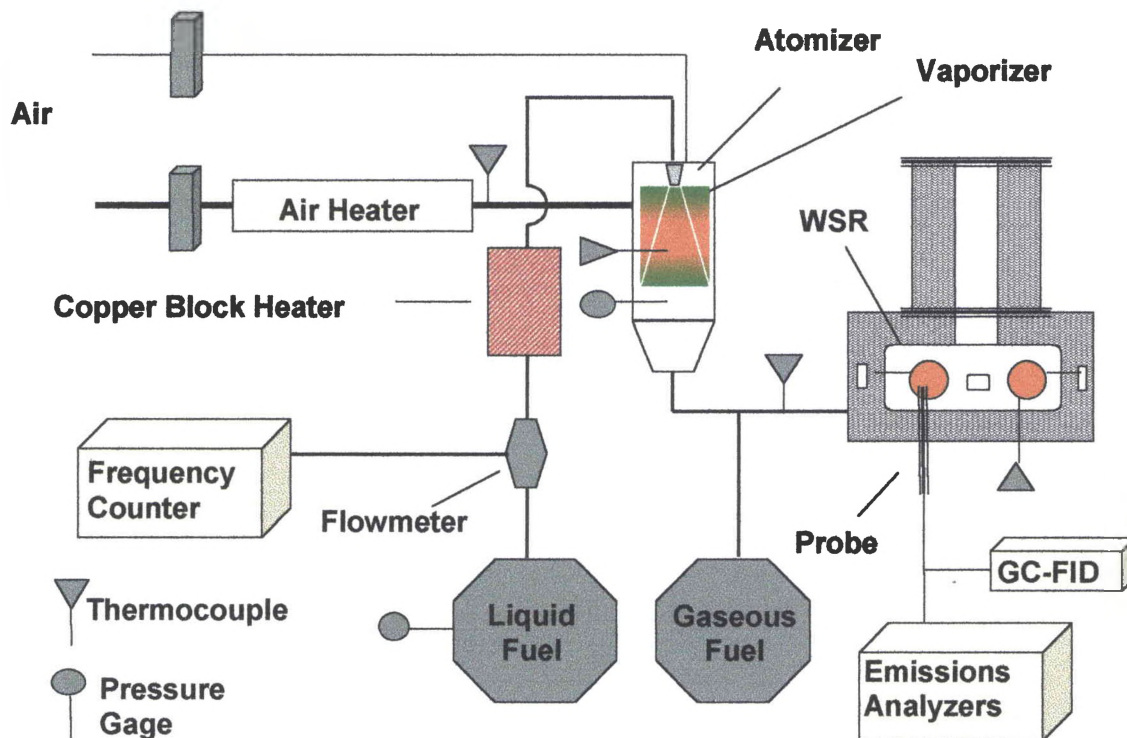 Atomizer
Vaporizer
Air
Air Heater
WSR
Copper Block Heater
Frequency
Counter
Flowmeter
Probe
GC-FID
Thermocouple
Liquid
Fuel
Gaseous
Fuel
Emissions
Analyzers
Pressure
Gage